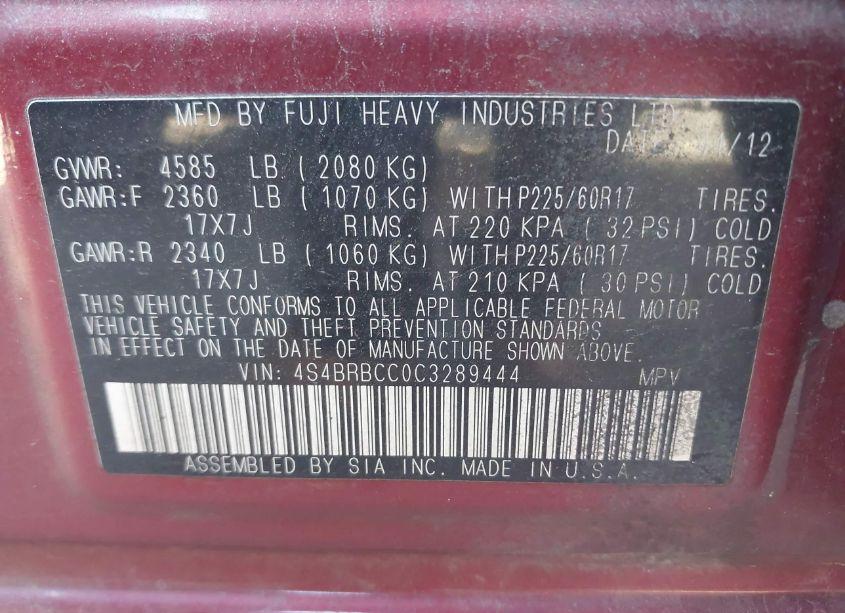 MFD BY FUJI HEAVY INDUSTRIES LTD.
DATE 1/12
GVWR: 4585 LB ( 2080 KG)
GAWR:F 2360 LB ( 1070 KG) WITH P225/60R17 TIRES.
17X7J RIMS. AT 220 KPA ( 32 PSI) COLD
GAWR:R 2340 LB ( 1060 KG) WITH P225/60R17 TIRES.
17X7J RIMS. AT 210 KPA ( 30 PSI) COLD
THIS VEHICLE CONFORMS TO ALL APPLICABLE FEDERAL MOTOR
VEHICLE SAFETY AND THEFT PREVENTION STANDARDS
IN EFFECT ON THE DATE OF MANUFACTURE SHOWN ABOVE.
VIN: 4S4BRBCC0C3289444 MPV
ASSEMBLED BY SIA INC. MADE IN U.S.A.